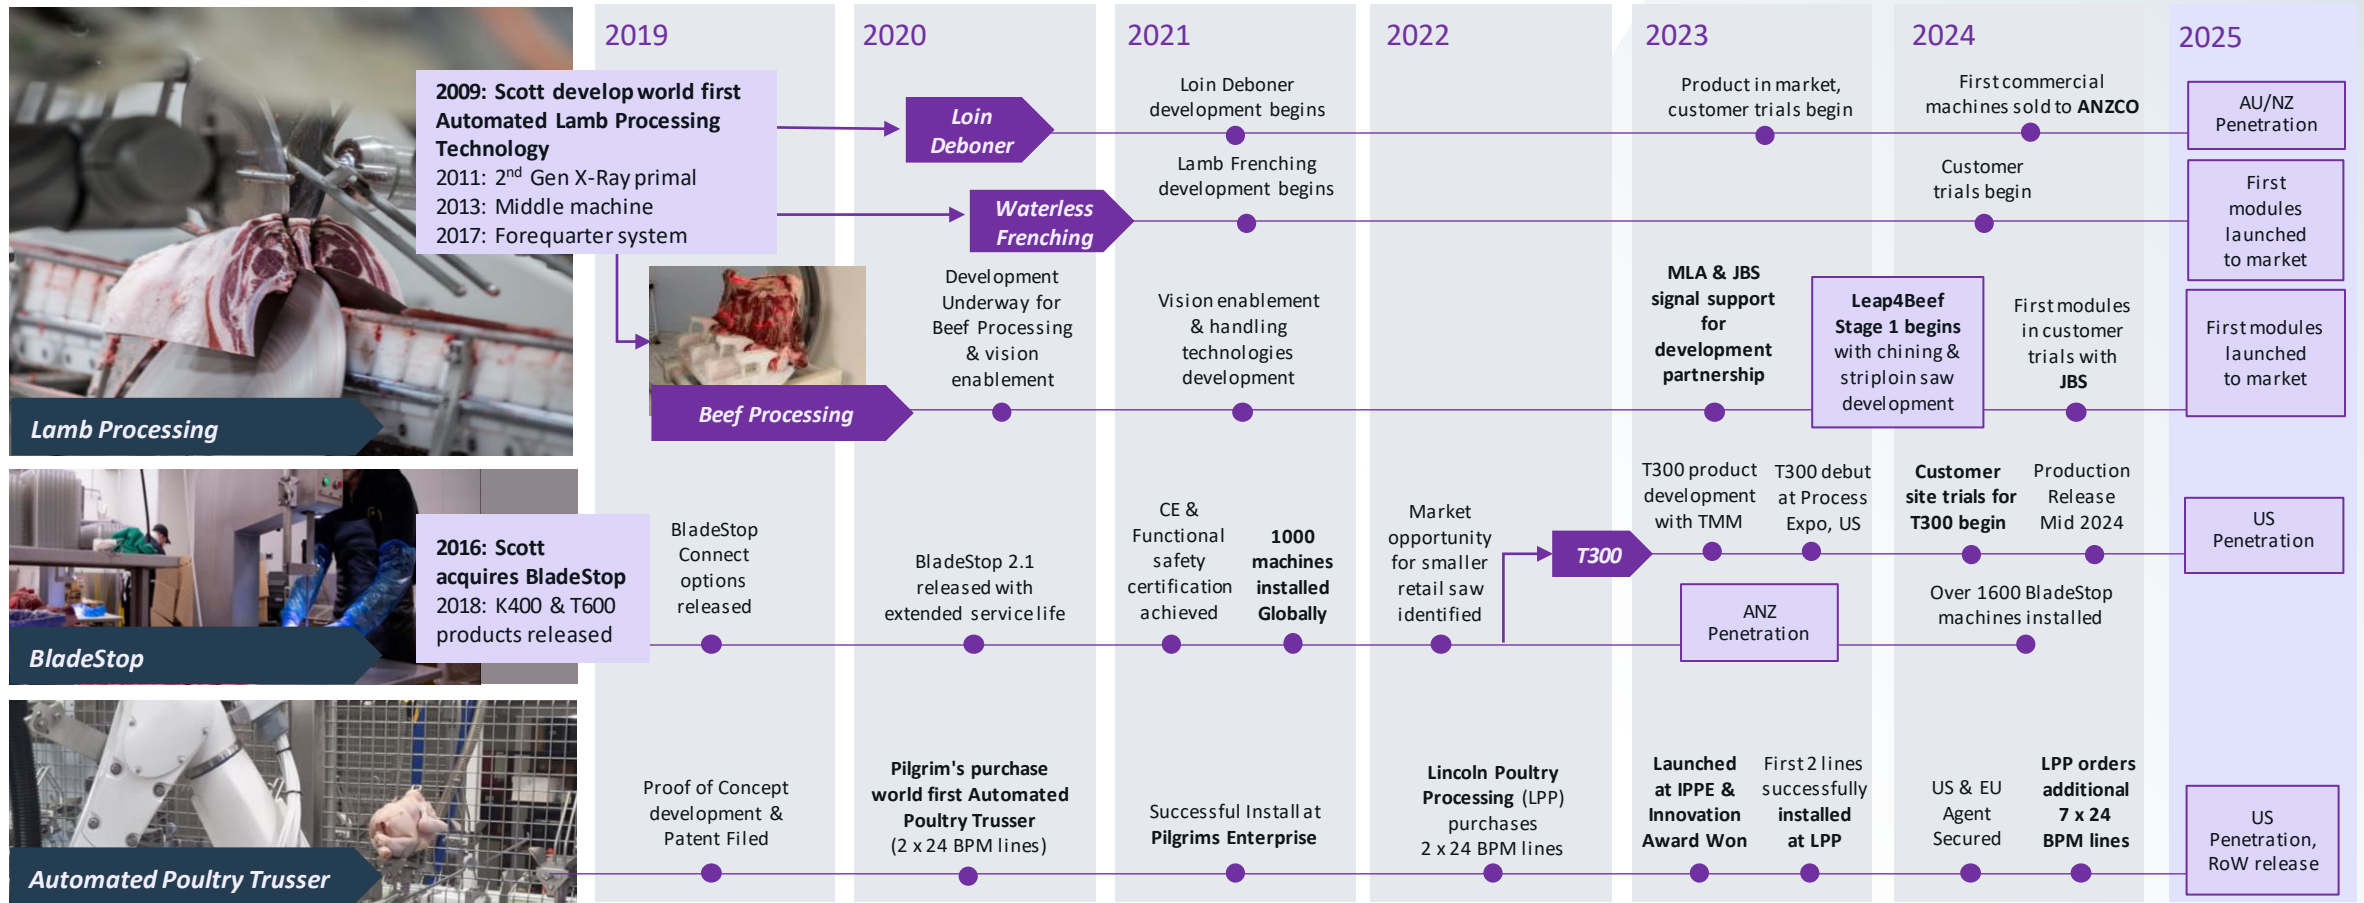 2019
2020
2021
2022
2023
2024
2025
2009: Scott develop world first
Automated Lamb Processing
Technology
2011: 2nd Gen X-Ray primal
2013: Middle machine
2017: Forequarter system
Lamb Processing
Loin
Deboner
Loin Deboner
development begins
Product in market,
customer trials begin
First commercial
machines sold to ANZCO
AU/NZ
Penetration
Waterless
Frenching
Lamb Frenching
development begins
Customer
trials begin
First
modules
launched
to market
Beef Processing
Development
Underway for
Beef Processing
& vision
enablement
Vision enablement
& handling
technologies
development
MLA & JBS
signal support
for
development
partnership
Leap4Beef
Stage 1 begins
with chining &
striploin saw
development
First modules
in customer
trials with
JBS
First modules
launched
to market
BladeStop
2016: Scott
acquires BladeStop
2018: K400 & T600
products released
BladeStop
Connect
options
released
BladeStop 2.1
released with
extended service life
CE &
Functional
safety
certification
achieved
1000
machines
installed
Globally
Market
opportunity
for smaller
retail saw
identified
T300
T300 product
development
with TMM
T300 debut
at Process
Expo, US
Customer
site trials for
T300 begin
Production
Release
Mid 2024
US
Penetration
ANZ
Penetration
Over 1600 BladeStop
machines installed
Automated Poultry Trusser
Proof of Concept
development &
Patent Filed
Pilgrim's purchase
world first Automated
Poultry Trusser
(2 x 24 BPM lines)
Successful Install at
Pilgrims Enterprise
Lincoln Poultry
Processing (LPP)
purchases
2 x 24 BPM lines
Launched
at IPPE &
Innovation
Award Won
First 2 lines
successfully
installed
at LPP
US & EU
Agent
Secured
LPP orders
additional
7 x 24
BPM lines
US
Penetration,
RoW release